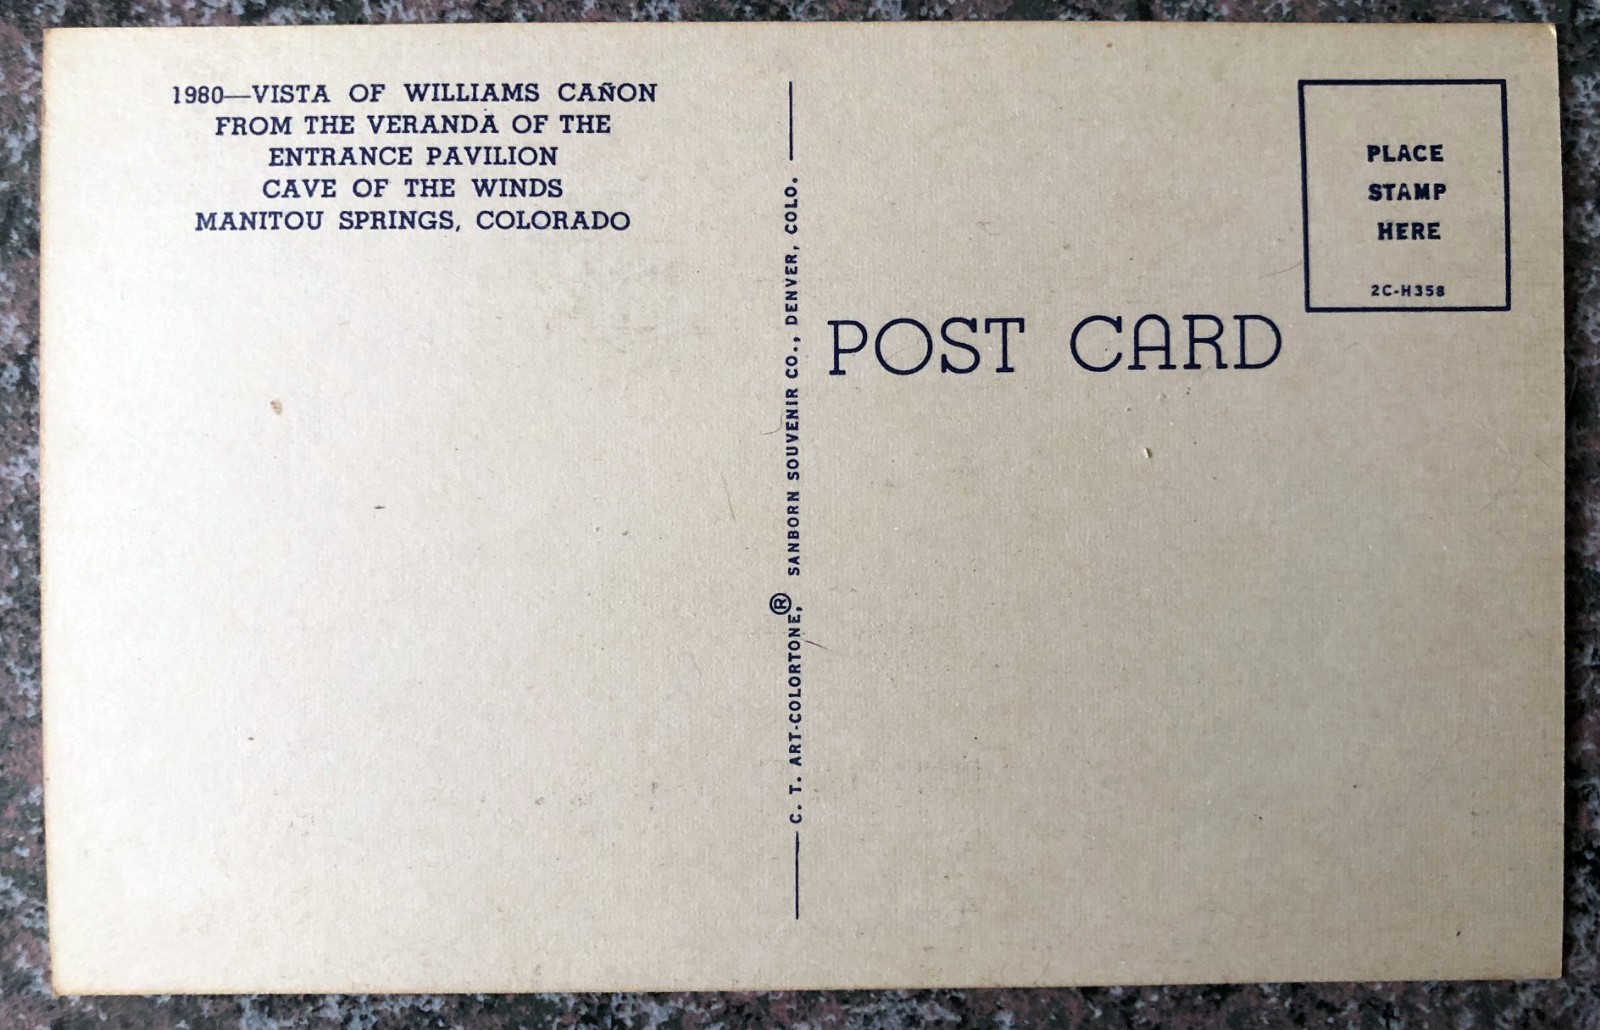 1980—VISTA OF WILLIAMS CAÑON
FROM THE VERANDA OF THE
ENTRANCE PAVILION
CAVE OF THE WINDS
MANITOU SPRINGS, COLORADO
C. T. ART-COLORTONE,® SANBORN SOUVENIR CO., DENVER, COLO.
PLACE
STAMP
HERE
2C-H358
POST CARD